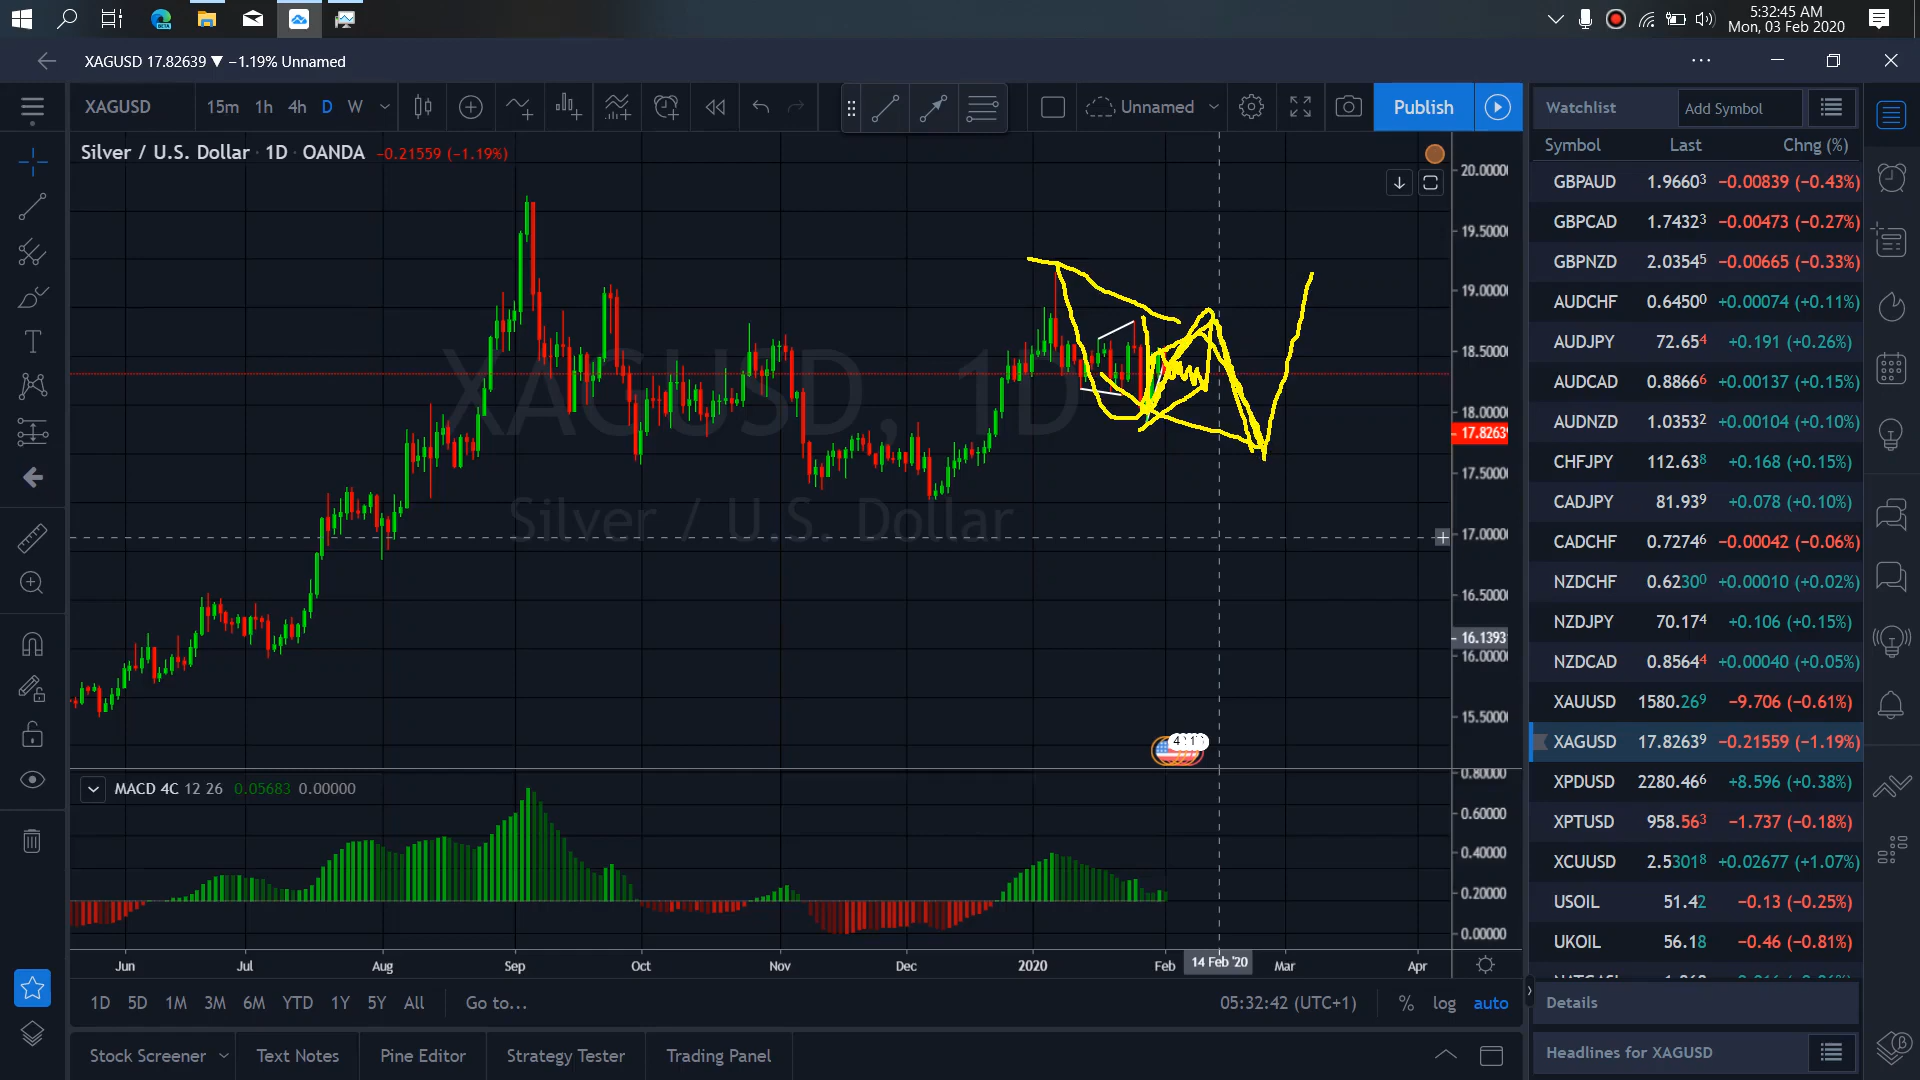 5:32:45 AM
Mon, 03 Feb 2020
XAGUSD 17.82639 ▼ −1.19% Unnamed
XAGUSD 15m 1h 4h D W Unnamed Publish
Watchlist Add Symbol
Silver / U.S. Dollar · 1D · OANDA −0.21559 (−1.19%)
Symbol Last Chng (%)
GBPAUD 1.96603 −0.00839 (−0.43%)
GBPCAD 1.74323 −0.00473 (−0.27%)
GBPNZD 2.03545 −0.00665 (−0.33%)
AUDCHF 0.64500 +0.00074 (+0.11%)
AUDJPY 72.654 +0.191 (+0.26%)
AUDCAD 0.88666 +0.00137 (+0.15%)
AUDNZD 1.03532 +0.00104 (+0.10%)
CHFJPY 112.638 +0.168 (+0.15%)
CADJPY 81.939 +0.078 (+0.10%)
CADCHF 0.72746 −0.00042 (−0.06%)
NZDCHF 0.62300 +0.00010 (+0.02%)
NZDJPY 70.174 +0.106 (+0.15%)
NZDCAD 0.85644 +0.00040 (+0.05%)
XAUUSD 1580.269 −9.706 (−0.61%)
XAGUSD 17.82639 −0.21559 (−1.19%)
XPDUSD 2280.466 +8.596 (+0.38%)
XPTUSD 958.563 −1.737 (−0.18%)
XCUUSD 2.53018 +0.02677 (+1.07%)
USOIL 51.42 −0.13 (−0.25%)
UKOIL 56.18 −0.46 (−0.81%)
Details
Headlines for XAGUSD
XAGUSD, 1D
Silver / U.S. Dollar
20.0000
19.5000
19.0000
18.5000
18.0000
17.8263
17.5000
17.0000
16.5000
16.1393
16.0000
15.5000
MACD 4C 12 26 0.05683 0.00000
0.80000
0.60000
0.40000
0.20000
0.00000
Jun Jul Aug Sep Oct Nov Dec 2020 Feb 14 Feb '20 Mar Apr
1D 5D 1M 3M 6M YTD 1Y 5Y All Go to... 05:32:42 (UTC+1) % log auto
Stock Screener Text Notes Pine Editor Strategy Tester Trading Panel